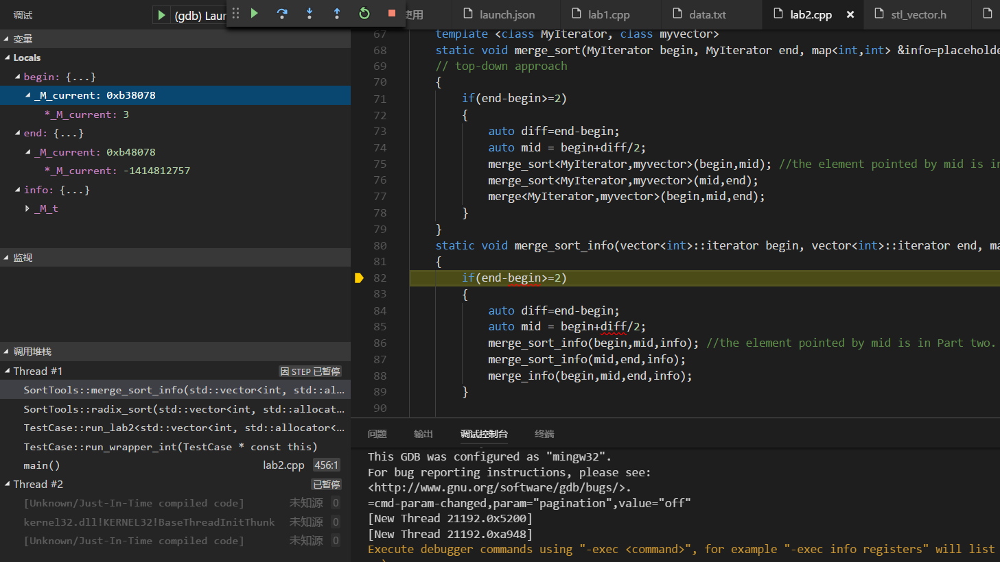 调试
(gdb) Laun
使用
launch.json
lab1.cpp
data.txt
lab2.cpp
stl_vector.h
变量
Locals
begin: {...}
_M_current: 0xb38078
*_M_current: 3
end: {...}
_M_current: 0xb48078
*_M_current: -1414812757
info: {...}
_M_t
监视
调用堆栈
Thread #1 因 STEP 已暂停
SortTools::merge_sort_info(std::vector<int, std::al...
SortTools::radix_sort(std::vector<int, std::allocat...
TestCase::run_lab2<std::vector<int, std::allocator<...
TestCase::run_wrapper_int(TestCase * const this)
main() lab2.cpp 456:1
Thread #2 已暂停
[Unknown/Just-In-Time compiled code] 未知源 0
kernel32.dll!KERNEL32!BaseThreadInitThunk 未知源 0
[Unknown/Just-In-Time compiled code] 未知源 0
67 template <class MyIterator, class myvector>
68 static void merge_sort(MyIterator begin, MyIterator end, map<int,int> &info=placeholde
69 // top-down approach
70 {
71 if(end-begin>=2)
72 {
73 auto diff=end-begin;
74 auto mid = begin+diff/2;
75 merge_sort<MyIterator,myvector>(begin,mid); //the element pointed by mid is in
76 merge_sort<MyIterator,myvector>(mid,end);
77 merge<MyIterator,myvector>(begin,mid,end);
78 }
79 }
80 static void merge_sort_info(vector<int>::iterator begin, vector<int>::iterator end, ma
81 {
82 if(end-begin>=2)
83 {
84 auto diff=end-begin;
85 auto mid = begin+diff/2;
86 merge_sort_info(begin,mid,info); //the element pointed by mid is in Part two.
87 merge_sort_info(mid,end,info);
88 merge_info(begin,mid,end,info);
89 }
90
问题 输出 调试控制台 终端
This GDB was configured as "mingw32".
For bug reporting instructions, please see:
<http://www.gnu.org/software/gdb/bugs/>.
=cmd-param-changed,param="pagination",value="off"
[New Thread 21192.0x5200]
[New Thread 21192.0xa948]
Execute debugger commands using "-exec <command>", for example "-exec info registers" will list